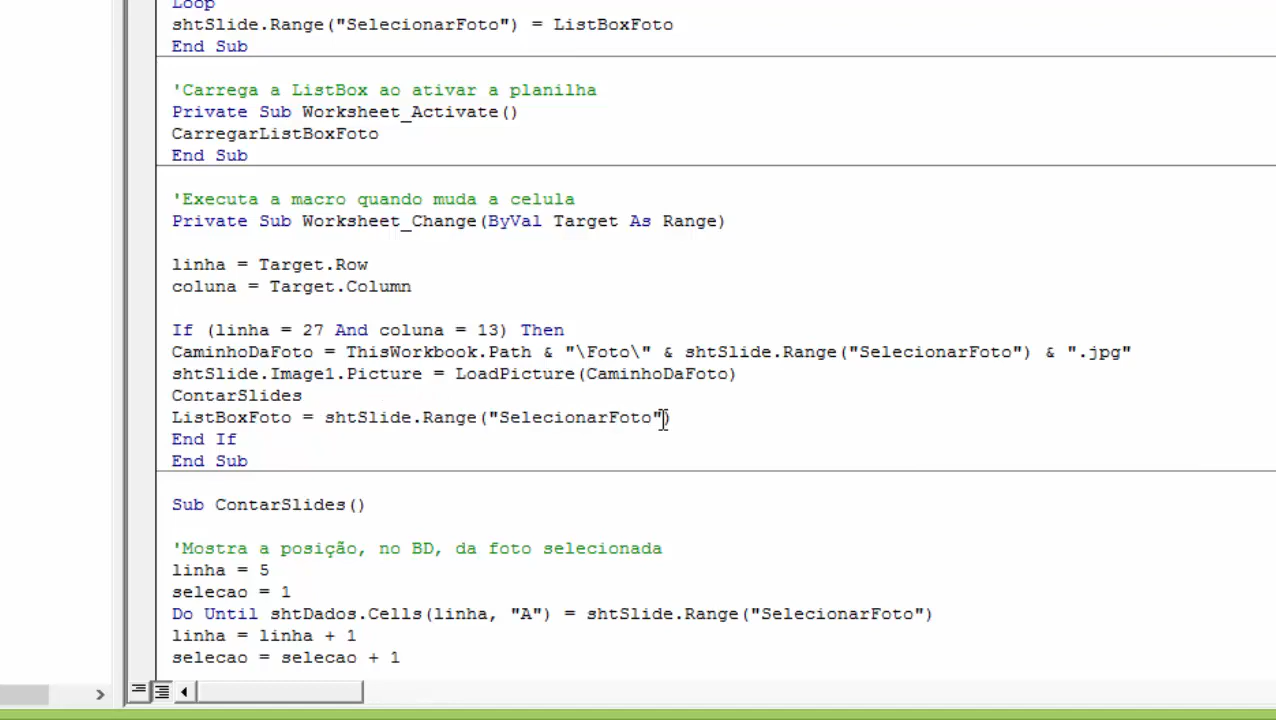 Loop
shtSlide.Range("SelecionarFoto") = ListBoxFoto
End Sub
'Carrega a ListBox ao ativar a planilha
Private Sub Worksheet_Activate()
CarregarListBoxFoto
End Sub
'Executa a macro quando muda a celula
Private Sub Worksheet_Change(ByVal Target As Range)
linha = Target.Row
coluna = Target.Column
If (linha = 27 And coluna = 13) Then
CaminhoDaFoto = ThisWorkbook.Path & "\Foto\" & shtSlide.Range("SelecionarFoto") & ".jpg"
shtSlide.Image1.Picture = LoadPicture(CaminhoDaFoto)
ContarSlides
ListBoxFoto = shtSlide.Range("SelecionarFoto")
End If
End Sub
Sub ContarSlides()
'Mostra a posição, no BD, da foto selecionada
linha = 5
selecao = 1
Do Until shtDados.Cells(linha, "A") = shtSlide.Range("SelecionarFoto")
linha = linha + 1
selecao = selecao + 1